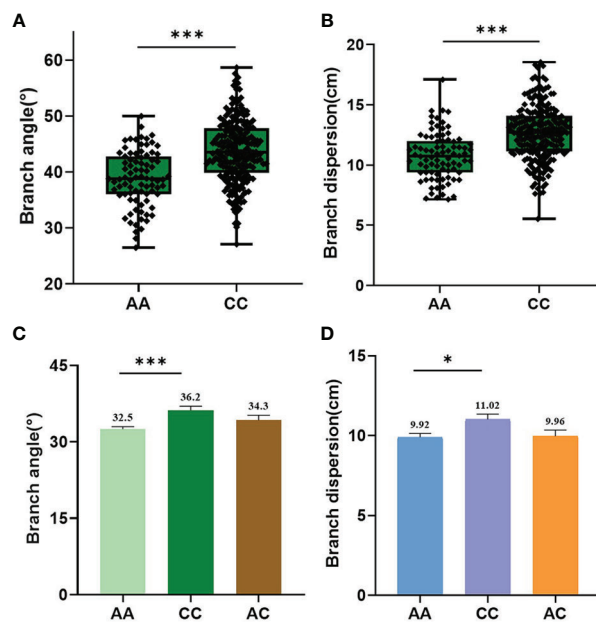 A
Branch angle(°)
60
50
40
30
20
***
AA
CC
B
Branch dispersion(cm)
20
15
10
5
0
***
AA
CC
C
Branch angle(°)
45
30
15
0
***
32.5
36.2
34.3
AA
CC
AC
D
Branch dispersion(cm)
15
10
5
0
*
9.92
11.02
9.96
AA
CC
AC